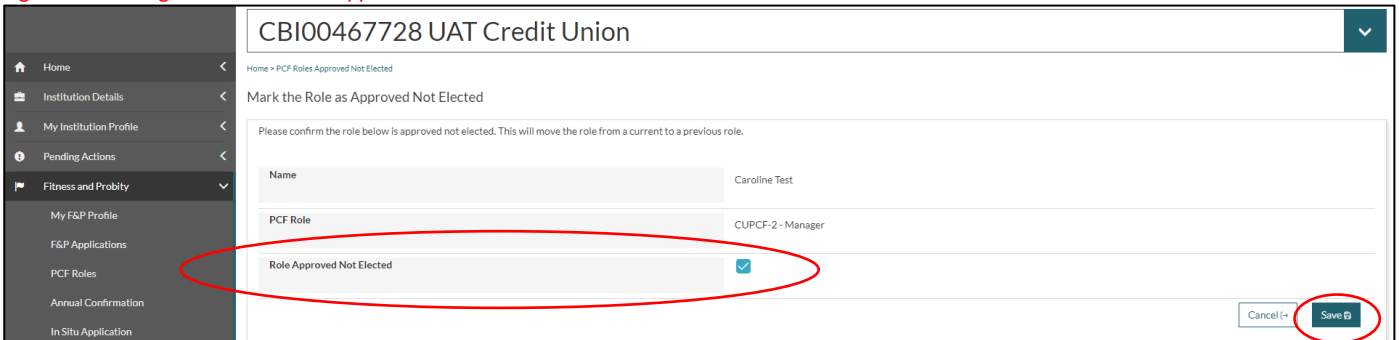 CBI00467728 UAT Credit Union
Home
Institution Details
My Institution Profile
Pending Actions
Fitness and Probity
My F&P Profile
F&P Applications
PCF Roles
Annual Confirmation
In Situ Application
Home > PCF Roles Approved Not Elected
Mark the Role as Approved Not Elected
Please confirm the role below is approved not elected. This will move the role from a current to a previous role.
Name
Caroline Test
PCF Role
CUPCF-2 - Manager
Role Approved Not Elected
Cancel
Save